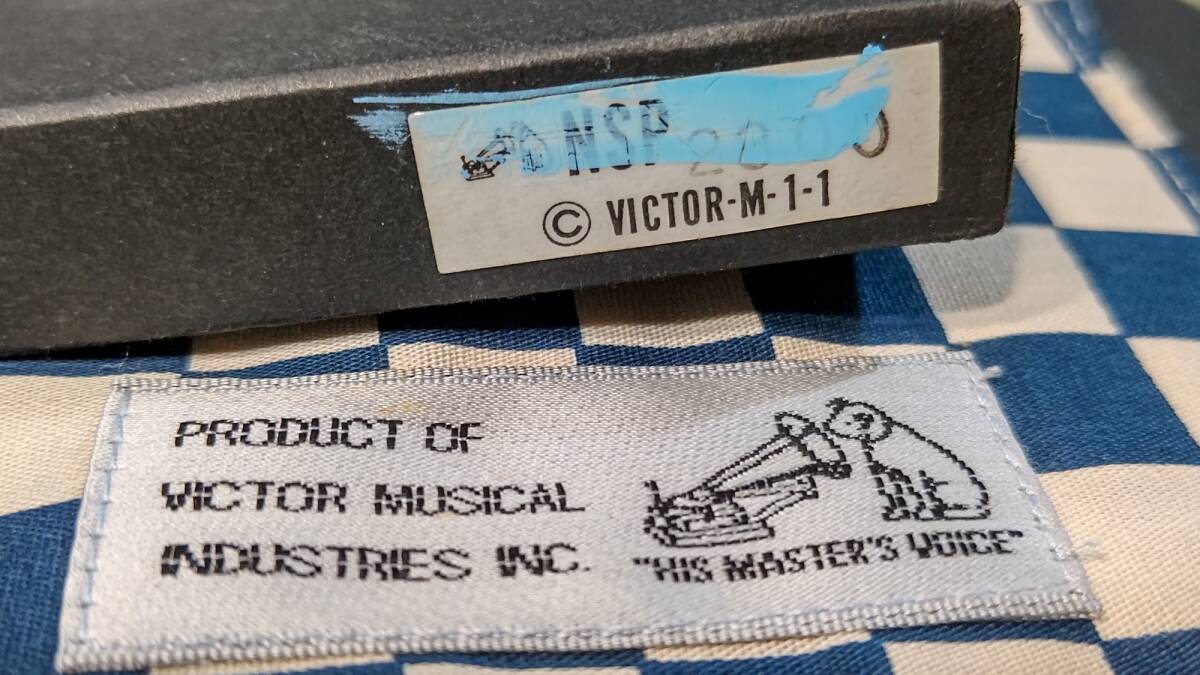 NSP
© VICTOR-M-1-1
PRODUCT OF
VICTOR MUSICAL
INDUSTRIES INC.
"HIS MASTER'S VOICE"